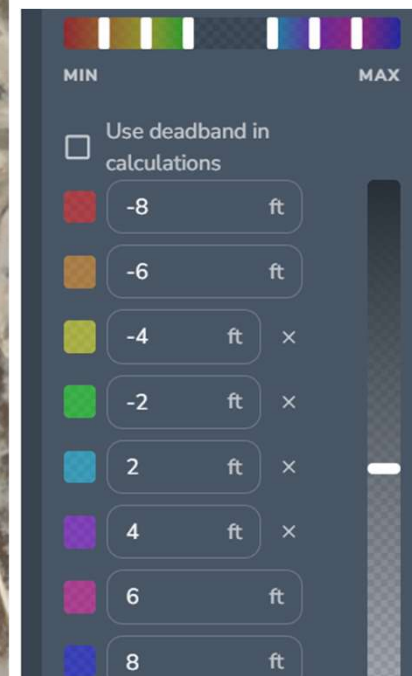 MIN MAX
Use deadband in
calculations
-8 ft
-6 ft
-4 ft ×
-2 ft ×
2 ft ×
4 ft ×
6 ft
8 ft